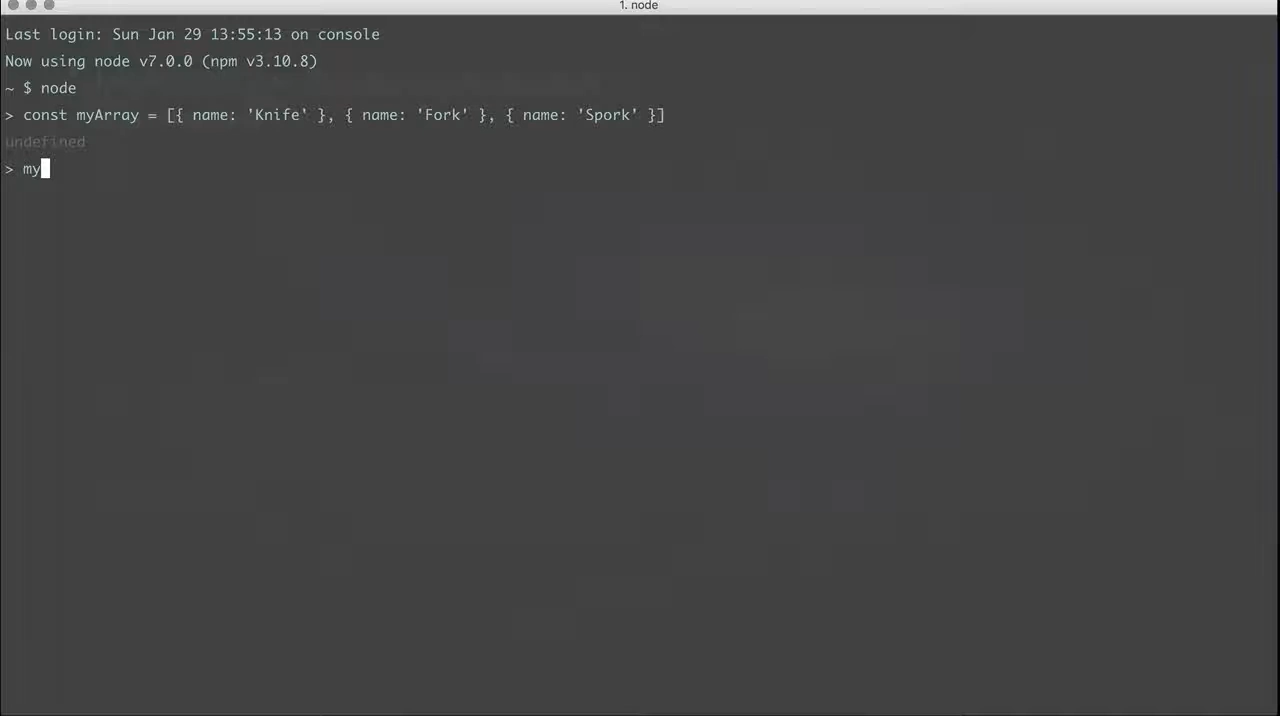 1. node
Last login: Sun Jan 29 13:55:13 on console
Now using node v7.0.0 (npm v3.10.8)
~ $ node
> const myArray = [{ name: 'Knife' }, { name: 'Fork' }, { name: 'Spork' }]
undefined
> my